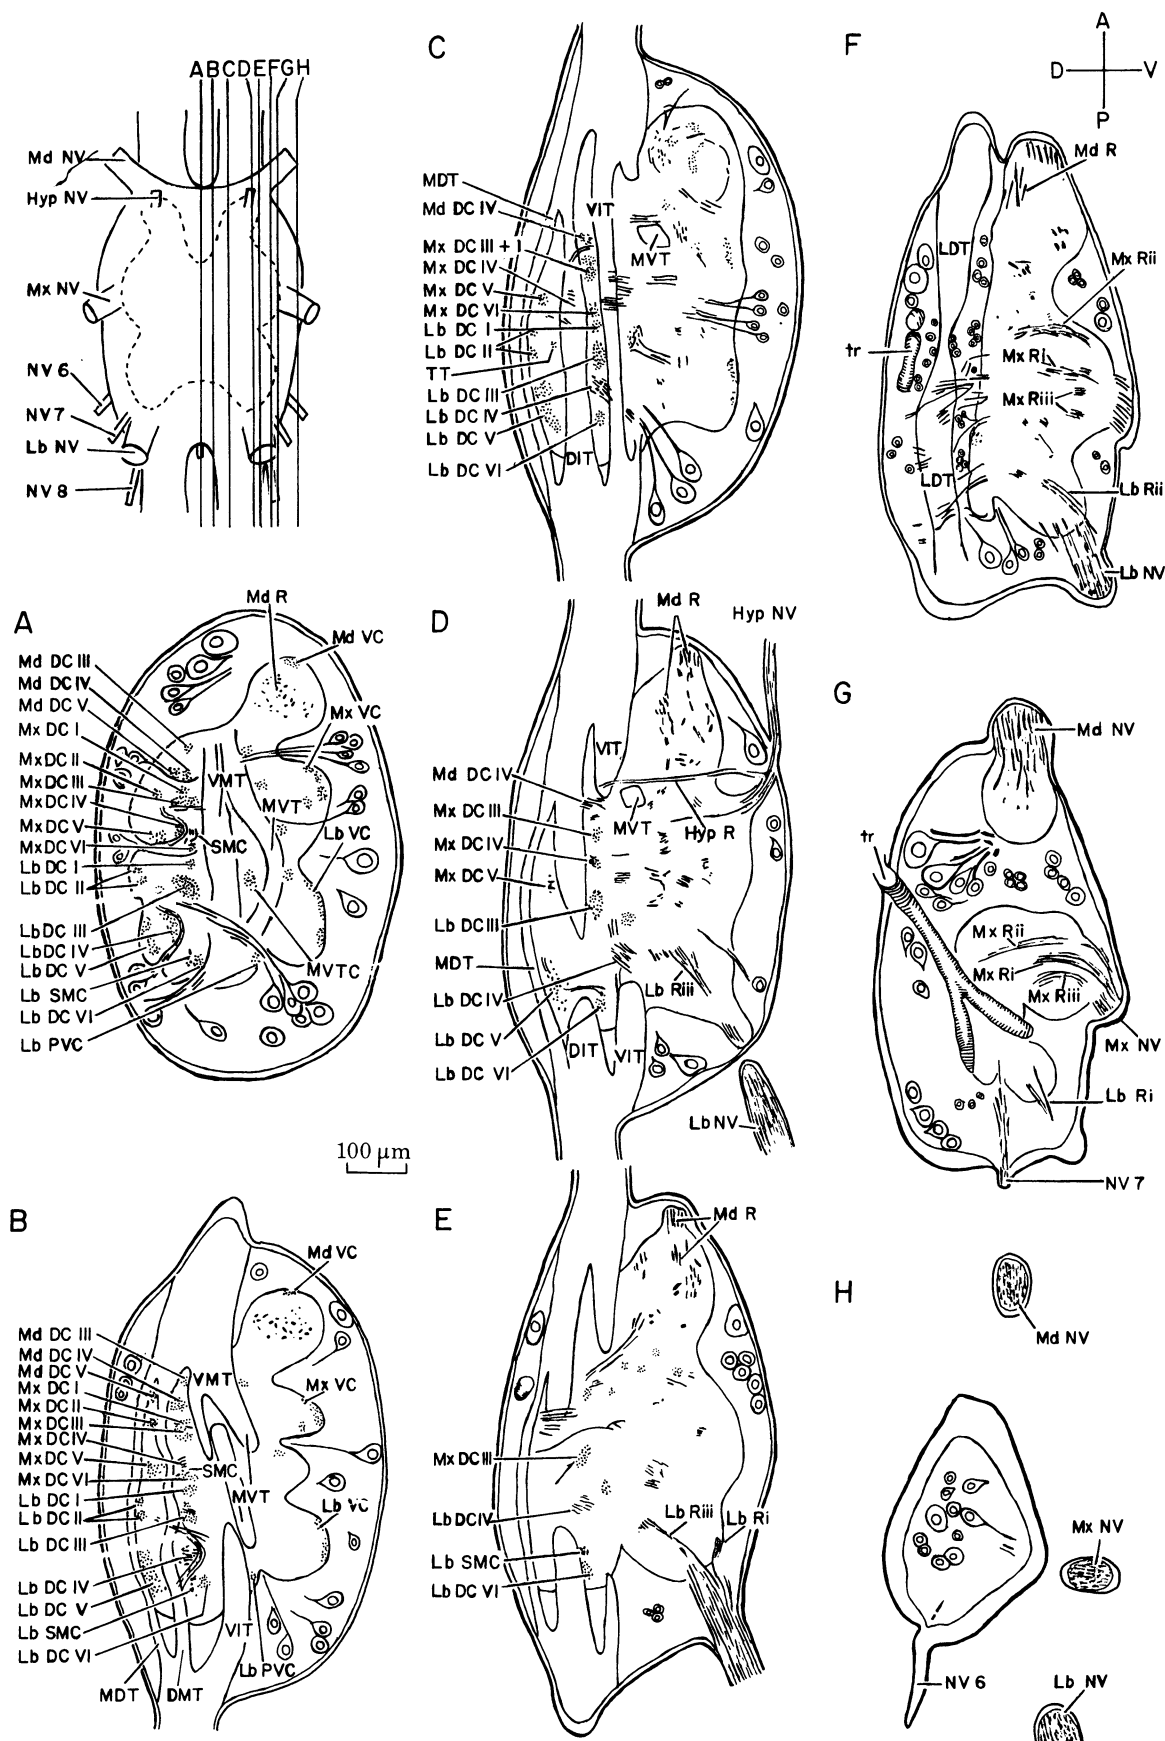 A B C D E F G H
Md NV
Hyp NV
Mx NV
NV 6
NV 7
Lb NV
NV 8
A
Md R
Md VC
Md DC III
Md DC IV
Md DC V
Mx DC I
Mx DC II
Mx DC III
Mx DC IV
Mx DC V
Mx DC VI
Lb DC I
Lb DC II
Lb DC III
Lb DC IV
Lb DC V
Lb SMC
Lb DC VI
Lb PVC
VMT
MVT
SMC
Mx VC
Lb VC
MVTC
100 μm
B
Md VC
Md DC III
Md DC IV
Md DC V
Mx DC I
Mx DC II
Mx DC III
Mx DC IV
Mx DC V
Mx DC VI
Lb DC I
Lb DC II
Lb DC III
Lb DC IV
Lb DC V
Lb SMC
Lb DC VI
MDT
DMT
VMT
Mx VC
SMC
MVT
Lb VC
VIT
Lb PVC
C
MDT
Md DC IV
Mx DC III + I
Mx DC IV
Mx DC V
Mx DC VI
Lb DC I
Lb DC II
TT
Lb DC III
Lb DC IV
Lb DC V
Lb DC VI
VIT
MVT
DIT
D
Md R
Hyp NV
VIT
Md DC IV
Mx DC III
Mx DC IV
Mx DC V
Lb DC III
MDT
Lb DC IV
Lb DC V
Lb DC VI
MVT
Hyp R
Lb Riii
DIT
VIT
Lb NV
E
Md R
Mx DC III
Lb DC IV
Lb SMC
Lb DC VI
Lb Riii
Lb Ri
F
A
D V
P
Md R
LDT
Mx Rii
tr
Mx Ri
Mx Riii
LDT
Lb Rii
Lb NV
G
Md NV
tr
Mx Rii
Mx Ri
Mx Riii
Mx NV
Lb Ri
NV 7
H
Md NV
Mx NV
NV 6
Lb NV